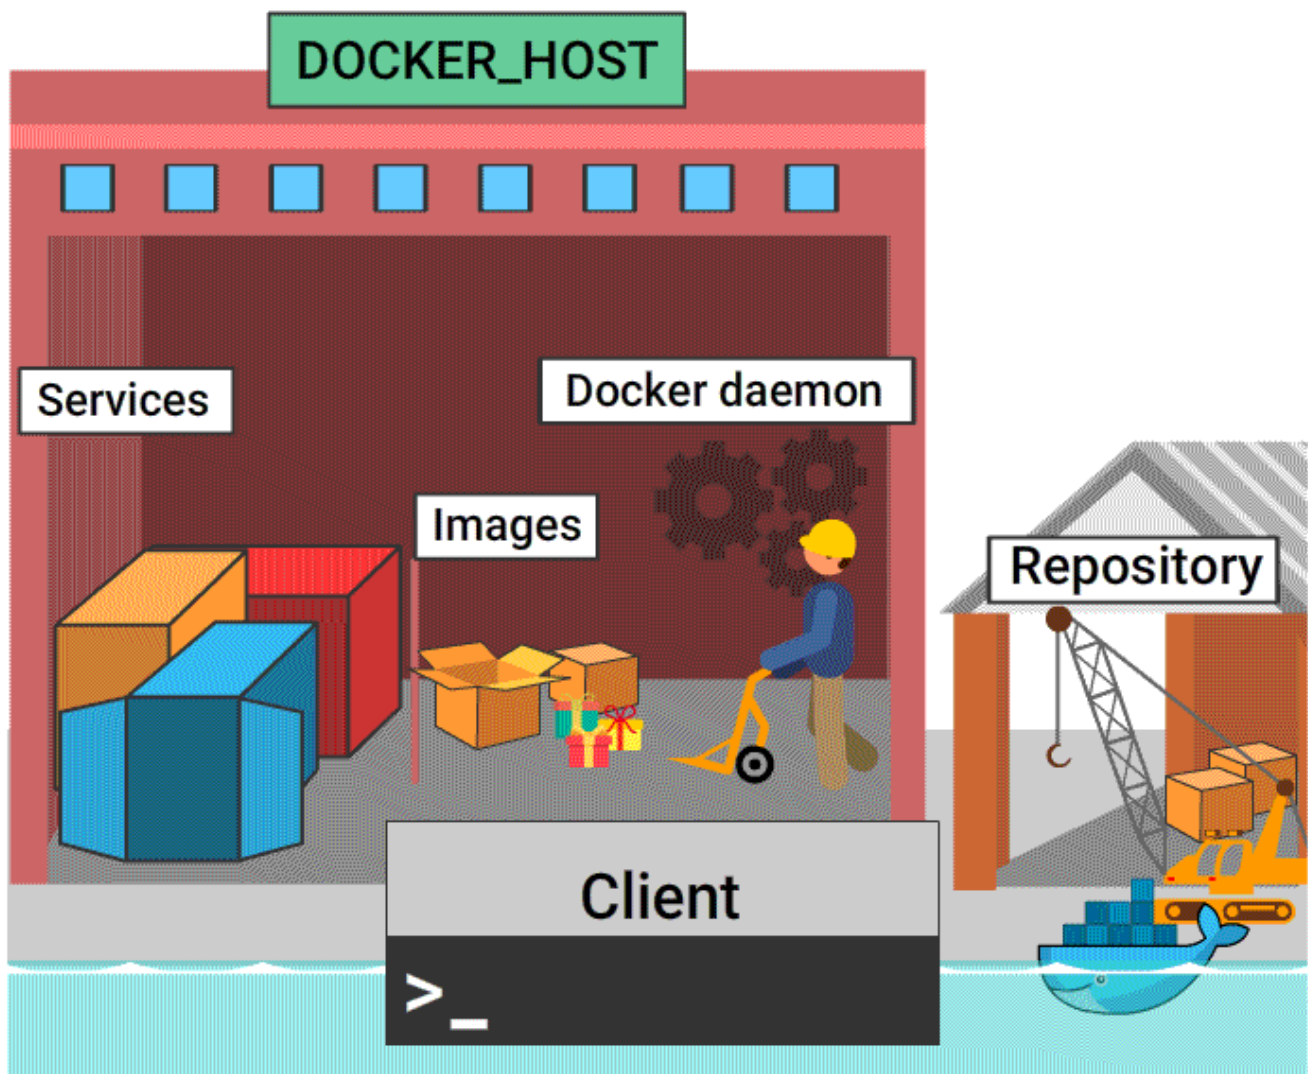 DOCKER_HOST
Services
Docker daemon
Images
Repository
Client
>_